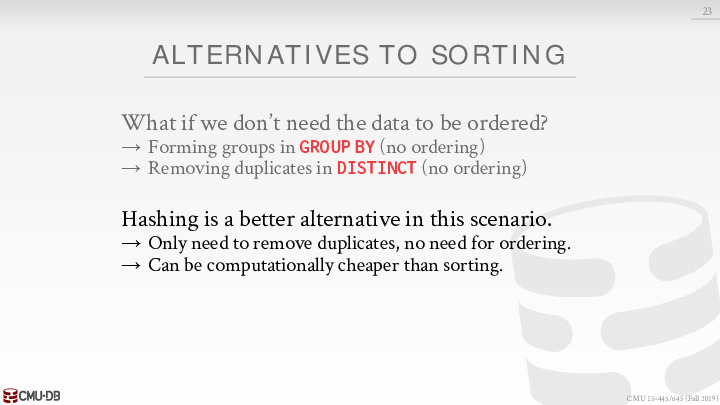 23
ALTERNATIVES TO SORTING
What if we don’t need the data to be ordered?
→ Forming groups in GROUP BY (no ordering)
→ Removing duplicates in DISTINCT (no ordering)
Hashing is a better alternative in this scenario.
→ Only need to remove duplicates, no need for ordering.
→ Can be computationally cheaper than sorting.
CMU·DB
CMU 15-445/645 (Fall 2019)